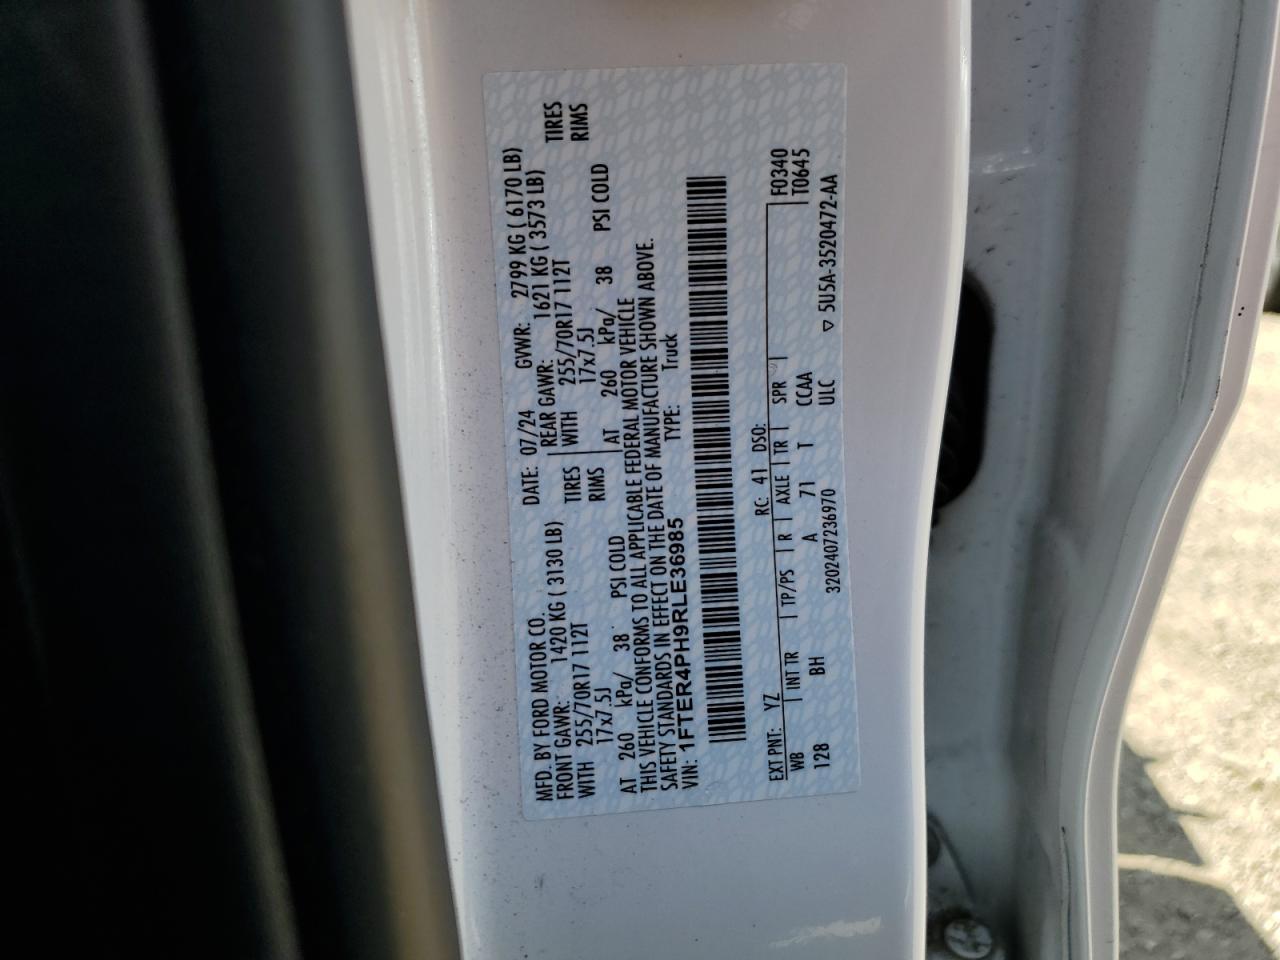 MFD. BY FORD MOTOR CO. DATE: 07/24 GVWR: 2799 KG ( 6170 LB)
FRONT GAWR: 1420 KG ( 3130 LB) REAR GAWR: 1621 KG ( 3573 LB)
WITH 255/70R17 112T TIRES WITH 255/70R17 112T TIRES
17x7.5J RIMS 17x7.5J RIMS
AT 260 kPa/ 38 PSI COLD AT 260 kPa/ 38 PSI COLD
THIS VEHICLE CONFORMS TO ALL APPLICABLE FEDERAL MOTOR VEHICLE
SAFETY STANDARDS IN EFFECT ON THE DATE OF MANUFACTURE SHOWN ABOVE.
VIN: 1FTER4PH9RLE36985 TYPE: Truck
EXT PNT: YZ RC: 41 DSO: F0340
WB INT TR TP/PS R AXLE TR SPR T0645
128 BH A 71 T CCAA
3202407236970 ULC ▽ 5U5A-3520472-AA